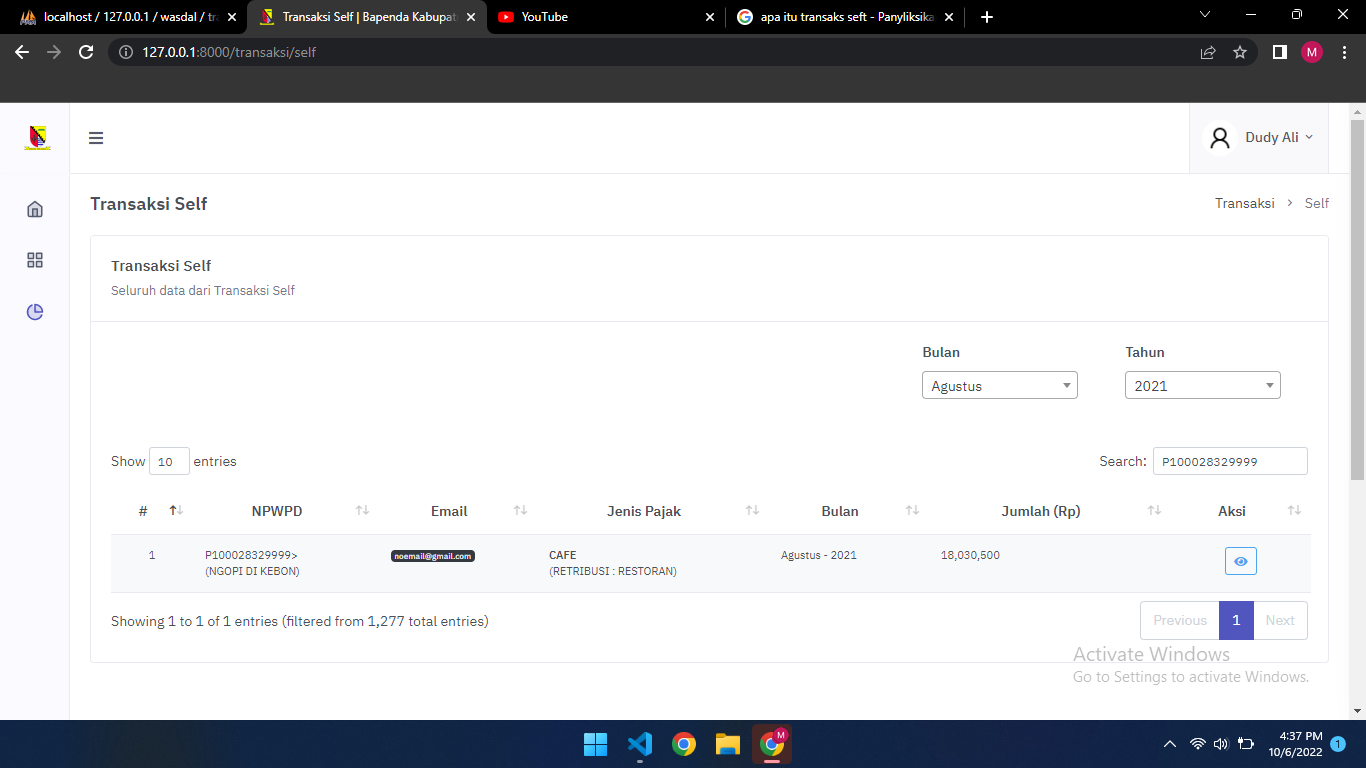 localhost / 127.0.0.1 / wasdal / tra
Transaksi Self | Bapenda Kabupat
YouTube
apa itu transaks seft - Panyliksika
127.0.0.1:8000/transaksi/self
M
Dudy Ali
Transaksi Self
Transaksi > Self
Transaksi Self
Seluruh data dari Transaksi Self
Bulan Tahun
Agustus 2021
Show 10 entries
Search: P100028329999
# NPWPD Email Jenis Pajak Bulan Jumlah (Rp) Aksi
1 P100028329999> noemail@gmail.com CAFE Agustus - 2021 18,030,500
(NGOPI DI KEBON) (RETRIBUSI : RESTORAN)
Showing 1 to 1 of 1 entries (filtered from 1,277 total entries)
Previous 1 Next
Activate Windows
Go to Settings to activate Windows.
M
4:37 PM
10/6/2022
1